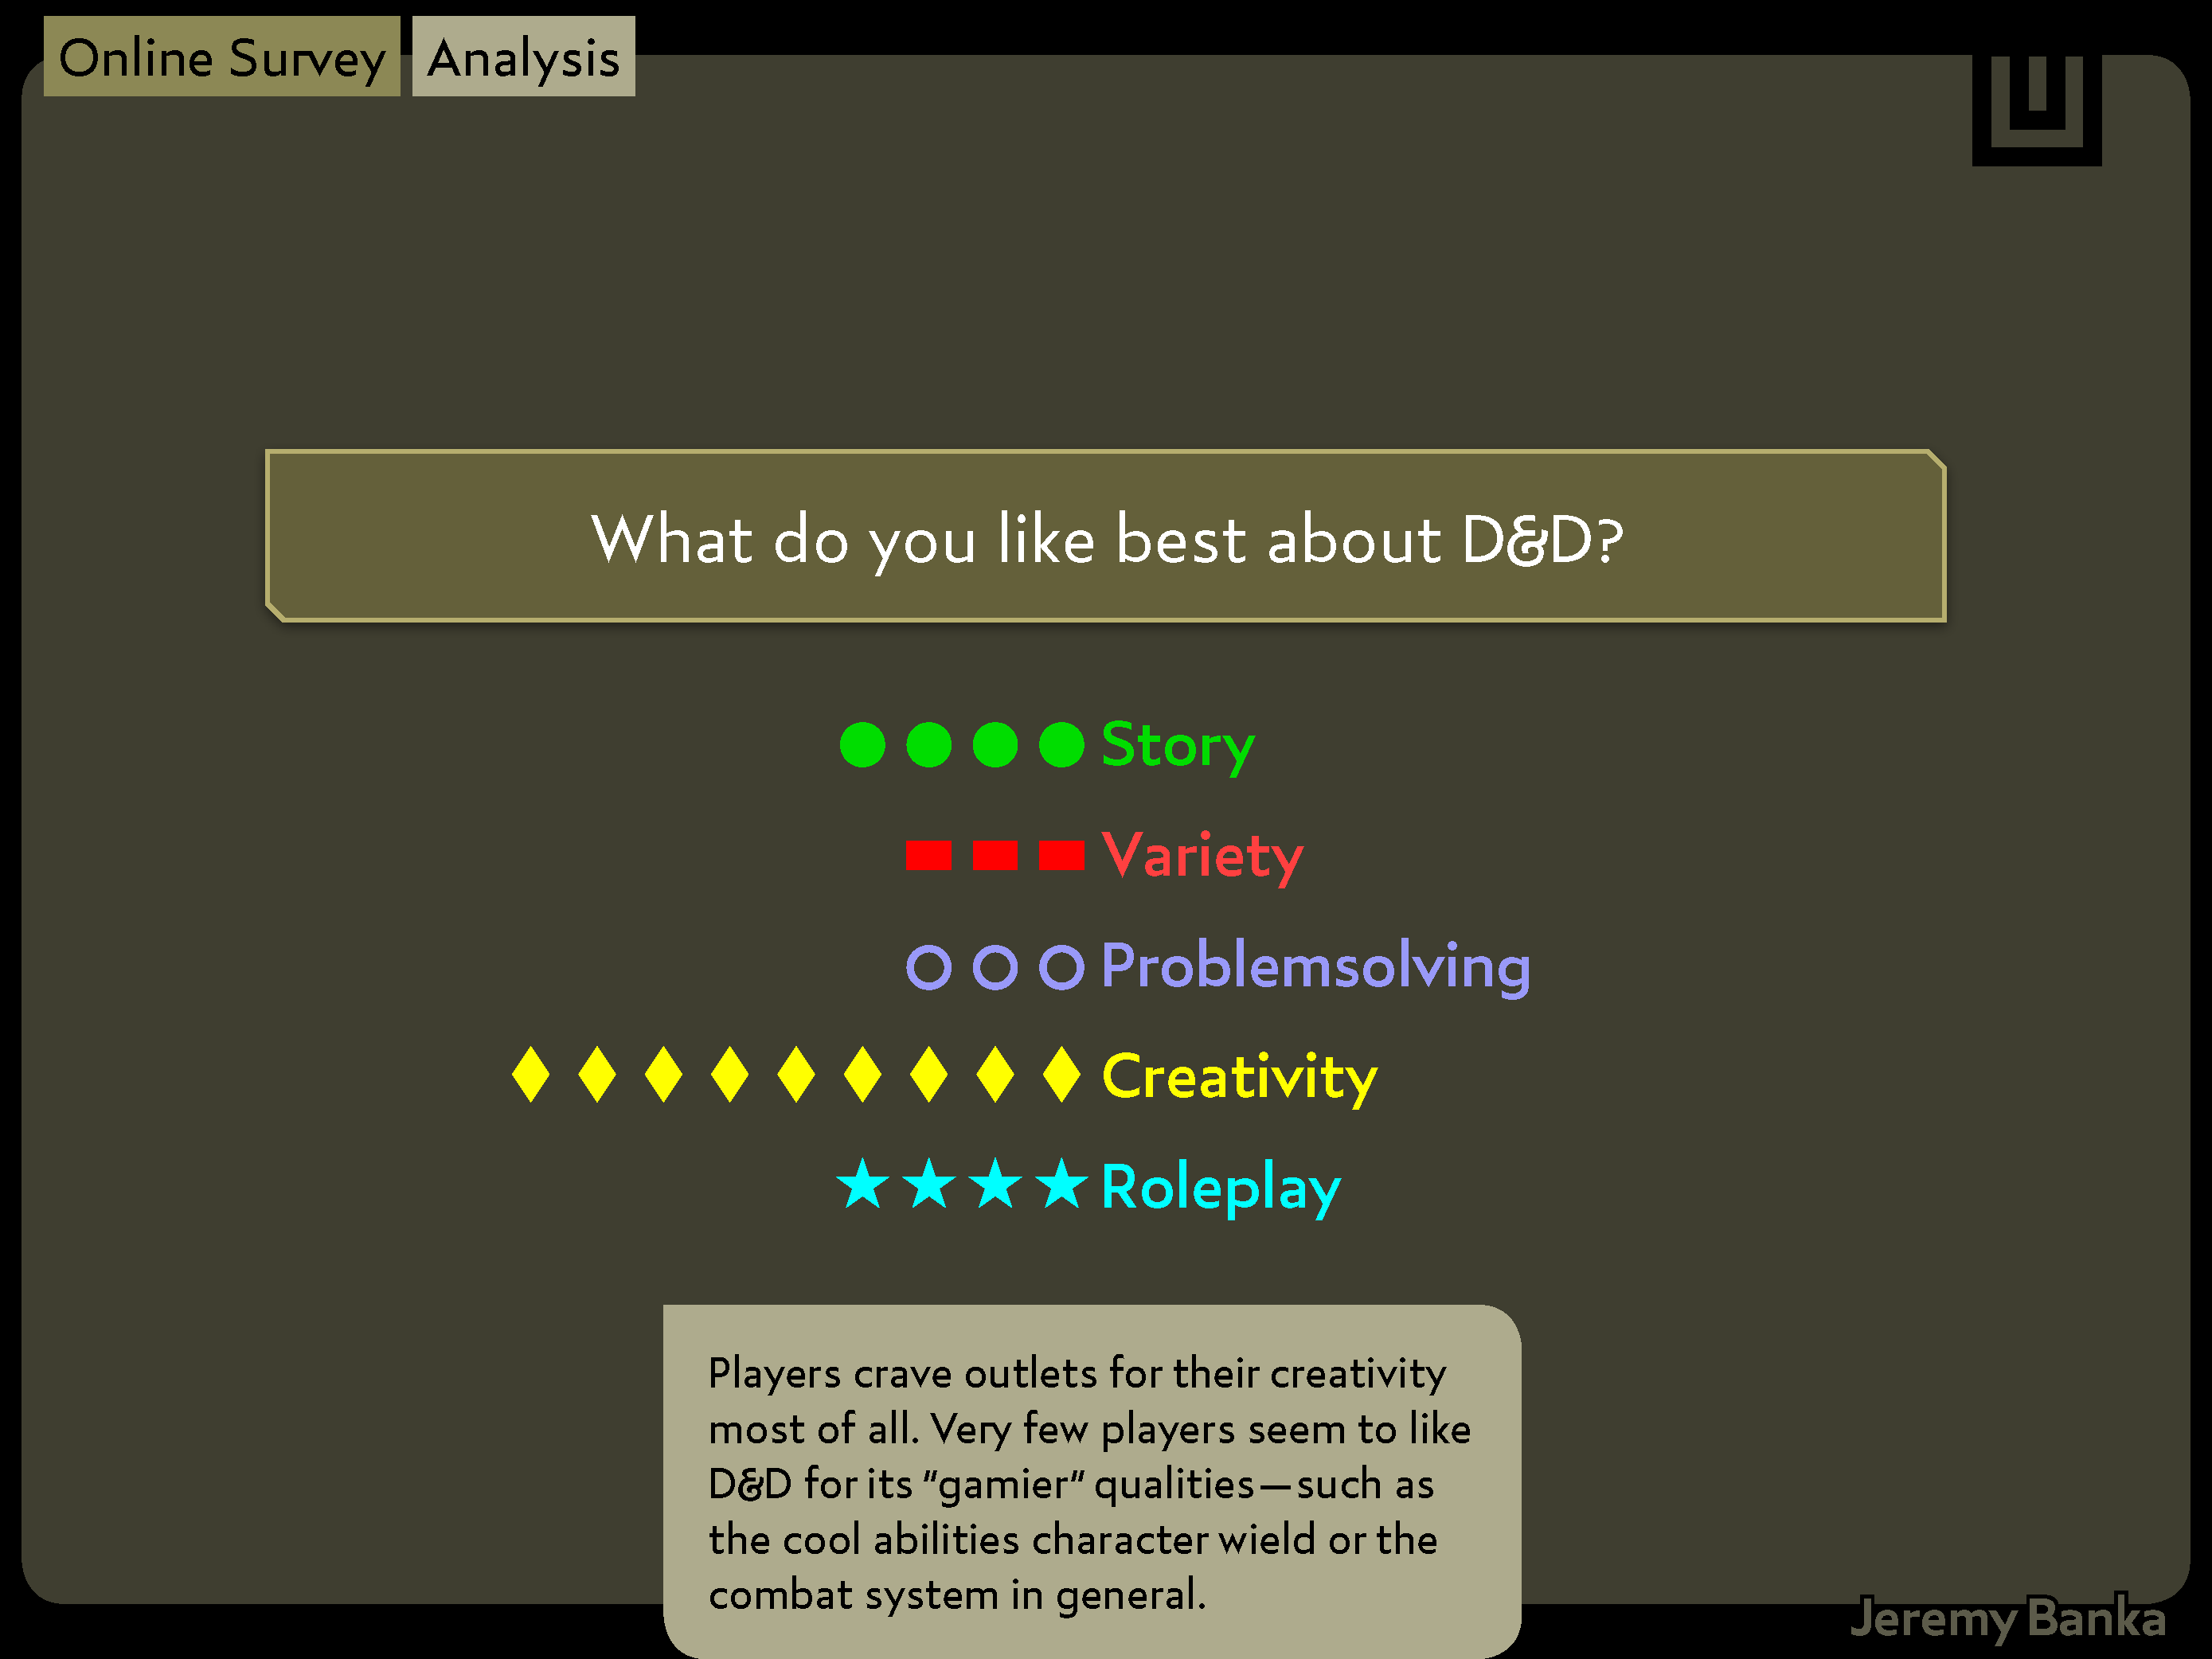 Online Survey Analysis
What do you like best about D&D?
Story
Variety
Problemsolving
Creativity
Roleplay
Players crave outlets for their creativity
most of all. Very few players seem to like
D&D for its "gamier" qualities—such as
the cool abilities character wield or the
combat system in general.
Jeremy Banka